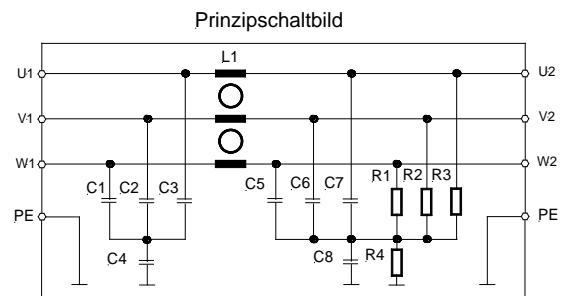 Prinzipschaltbild
L1
U1 U2
V1 V2
W1 W2
C1 C2 C3 C5 C6 C7 R1 R2 R3
PE PE
C4 C8 R4